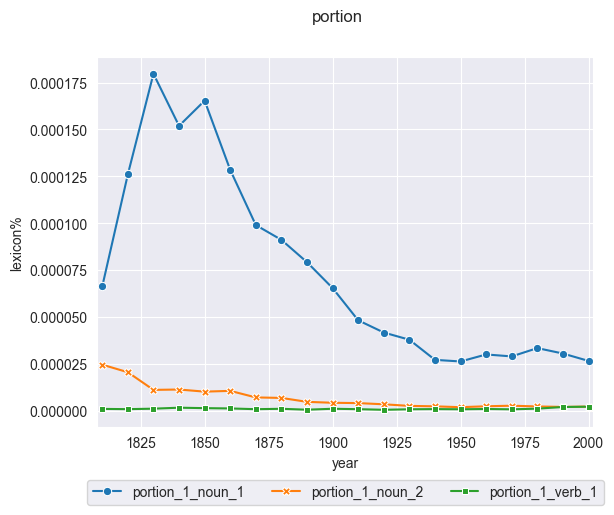 portion
0.000175
0.000150
0.000125
0.000100
0.000075
0.000050
0.000025
0.000000
lexicon%
1825 1850 1875 1900 1925 1950 1975 2000
year
portion_1_noun_1 portion_1_noun_2 portion_1_verb_1